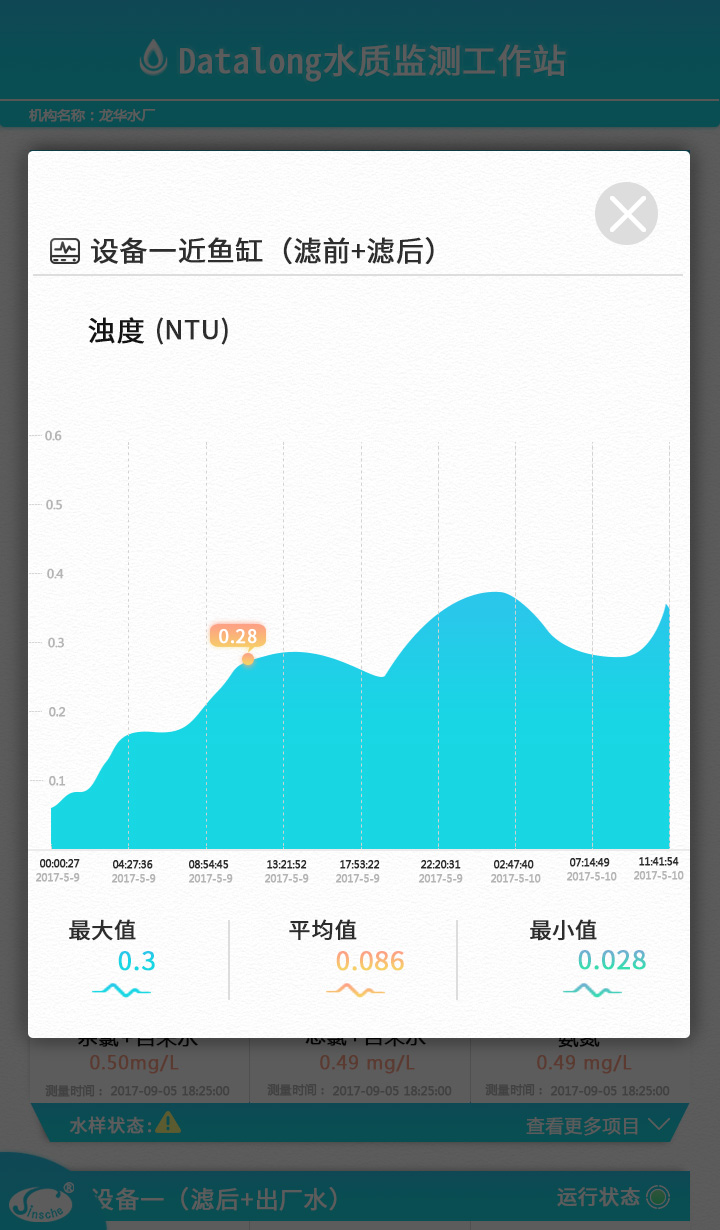 Datalong水质监测工作站
机构名称：龙华水厂
设备一近鱼缸（滤前+滤后）
浊度 (NTU)
0.6
0.5
0.4
0.3
0.28
0.2
0.1
00:00:27 04:27:36 08:54:45 13:21:52 17:53:22 22:20:31 02:47:40 07:14:49 11:41:54
2017-5-9 2017-5-9 2017-5-9 2017-5-9 2017-5-9 2017-5-9 2017-5-10 2017-5-10 2017-5-10
最大值 平均值 最小值
0.3 0.086 0.028
0.50mg/L 0.49 mg/L 0.49 mg/L
测量时间： 2017-09-05 18:25:00 测量时间： 2017-09-05 18:25:00 测量时间： 2017-09-05 18:25:00
水样状态: 查看更多项目
Jinsche ® 设备一（滤后+出厂水） 运行状态